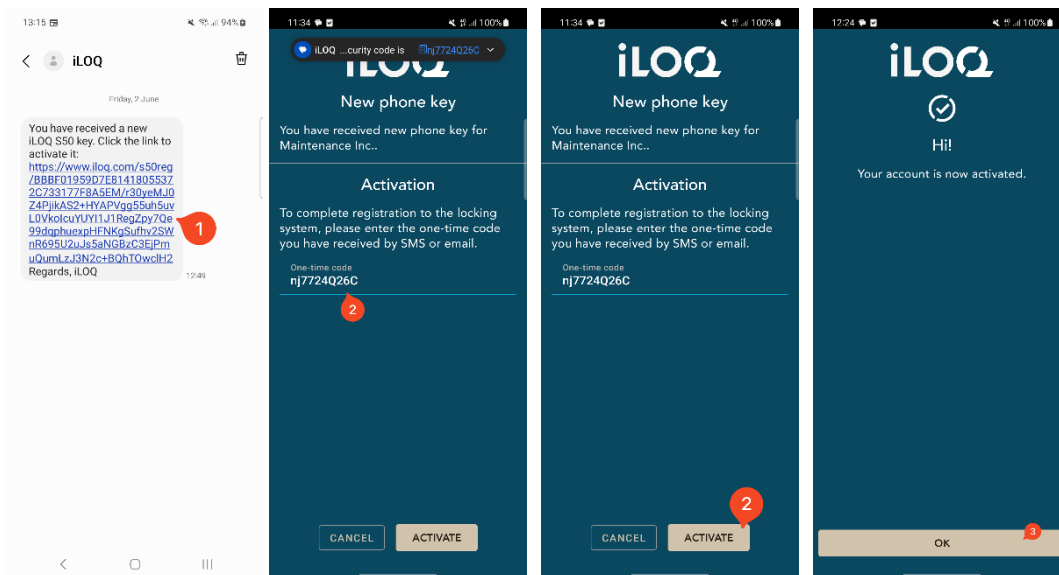 13:15
94%
iLOQ
Friday, 2 June
You have received a new
iLOQ S50 key. Click the link to
activate it:
https://www.iloq.com/s50reg
/BBBF01959D7E8141805537
2C733177F8A5EM/r30yeMJ0
Z4PjikAS2+HYAPVgg55uh5uv
L0VkoIcuYUYI1J1RegZpy7Qe
99dqphuexpHFNKgSufhv2SW
nR695U2uJs5aNGBzC3EjPm
uQumLzJ3N2c+BQhTOwclH2
Regards, iLOQ
12:49
1
11:34
100%
iLOQ ...curity code is nj7724Q26C
iLOQ
New phone key
You have received new phone key for
Maintenance Inc..
Activation
To complete registration to the locking
system, please enter the one-time code
you have received by SMS or email.
One-time code
nj7724Q26C
2
CANCEL
ACTIVATE
11:34
100%
iLOQ
New phone key
You have received new phone key for
Maintenance Inc..
Activation
To complete registration to the locking
system, please enter the one-time code
you have received by SMS or email.
One-time code
nj7724Q26C
2
CANCEL
ACTIVATE
12:24
100%
iLOQ
Hi!
Your account is now activated.
3
OK